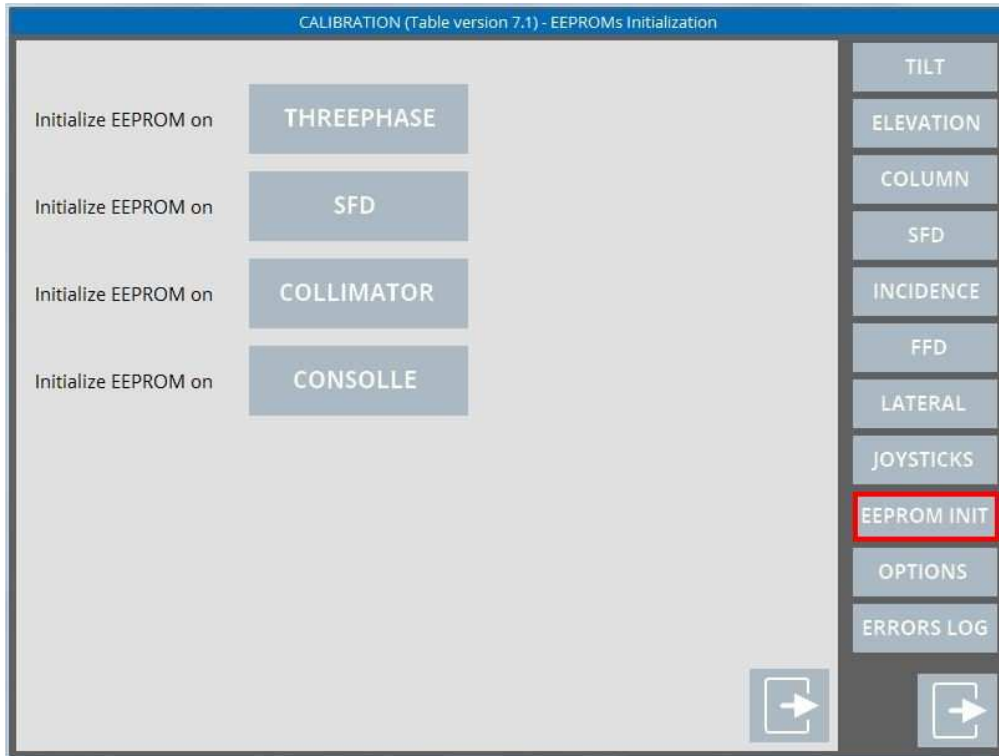 CALIBRATION (Table version 7.1) - EEPROMs Initialization
Initialize EEPROM on THREEPHASE
Initialize EEPROM on SFD
Initialize EEPROM on COLLIMATOR
Initialize EEPROM on CONSOLLE
TILT
ELEVATION
COLUMN
SFD
INCIDENCE
FFD
LATERAL
JOYSTICKS
EEPROM INIT
OPTIONS
ERRORS LOG